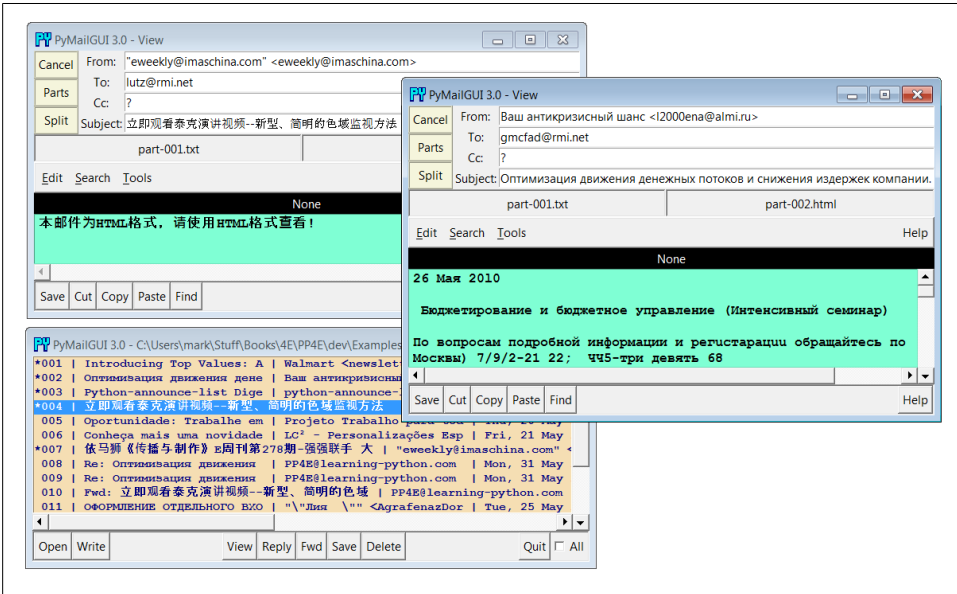 PyMailGUI 3.0 - View
Cancel From: "eweekly@imaschina.com" <eweekly@imaschina.com>
Parts To: lutz@rmi.net
Cc: ?
Split Subject: 立即观看泰克演讲视频--新型、简明的色域监视方法
part-001.txt
Edit Search Tools
None
本邮件为HTML格式，请使用HTML格式查看!
Save Cut Copy Paste Find
PyMailGUI 3.0 - View
Cancel From: Ваш антикризисный шанс <l2000ena@almi.ru>
Parts To: gmcfad@rmi.net
Cc: ?
Split Subject: Оптимизация движения денежных потоков и снижения издержек компании.
part-001.txt part-002.html
Edit Search Tools Help
None
26 Мая 2010
Бюджетирование и бюджетное управление (Интенсивный семинар)
По вопросам подробной информации и регистрации обращайтесь по
Москвы) 7/9/2-21 22; ЧЧ5-три девять 68
Save Cut Copy Paste Find Help
PyMailGUI 3.0 - C:\Users\mark\Stuff\Books\4E\PP4E\dev\Examples
*001 | Introducing Top Values: A | Walmart <newslet
*002 | Оптимизация движения дене | Ваш антикризисны
*003 | Python-announce-list Dige | python-announce-
*004 | 立即观看泰克演讲视频--新型、简明的色域监视方法
005 | Oportunidade: Trabalhe em | Projeto Trabalho
006 | Conheça mais uma novidade | LC² - Personalizações Esp | Fri, 21 May
*007 | 依马狮《传播与制作》E周刊第278期-强强联手 大 | "eweekly@imaschina.com" <
008 | Re: Оптимизация движения | PP4E@learning-python.com | Mon, 31 May
009 | Re: Оптимизация движения | PP4E@learning-python.com | Mon, 31 May
010 | Fwd: 立即观看泰克演讲视频--新型、简明的色域 | PP4E@learning-python.com
011 | ОФОРМЛЕНИЕ ОТДЕЛЬНОГО ВХО | "\"Лия \"" <AgrafenazDor | Tue, 25 May
Open Write View Reply Fwd Save Delete Quit All